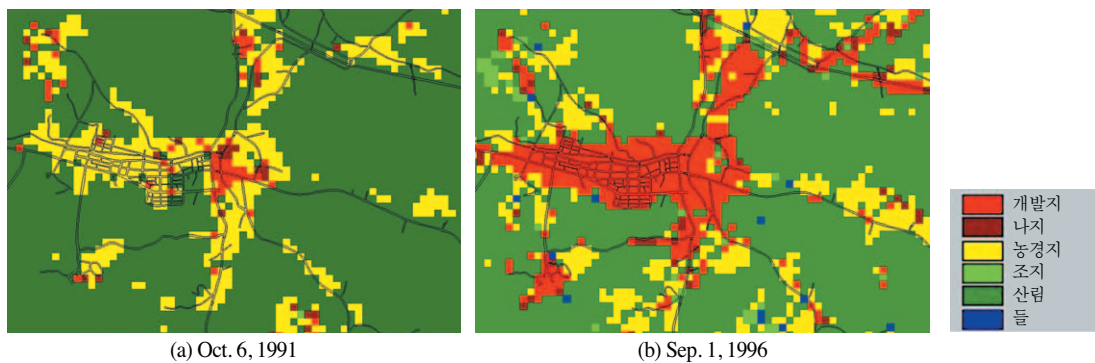 개발지
나지
농경지
조지
산림
들
(a) Oct. 6, 1991
(b) Sep. 1, 1996